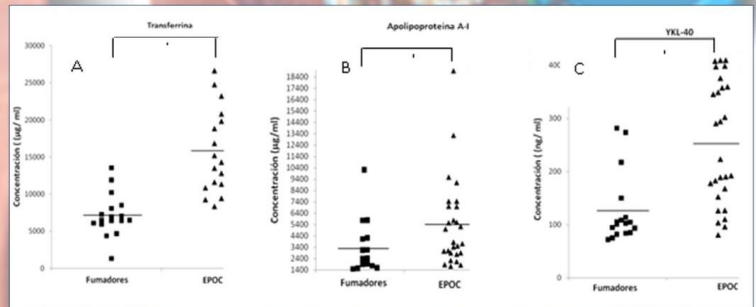 Transferrina
A
Concentración ( (µg/ ml)
30000
25000
20000
15000
10000
5000
0
Fumadores
EPOC
Apolipoproteina A-I
B
Concentración (µg/ml)
18400
17400
16400
15400
14400
13400
12400
11400
10400
9400
8400
7400
6400
5400
4400
3400
2400
1400
Fumadores
EPOC
YKL-40
C
Concentración ( (ng/ ml)
400
300
200
100
0
Fumadores
EPOC